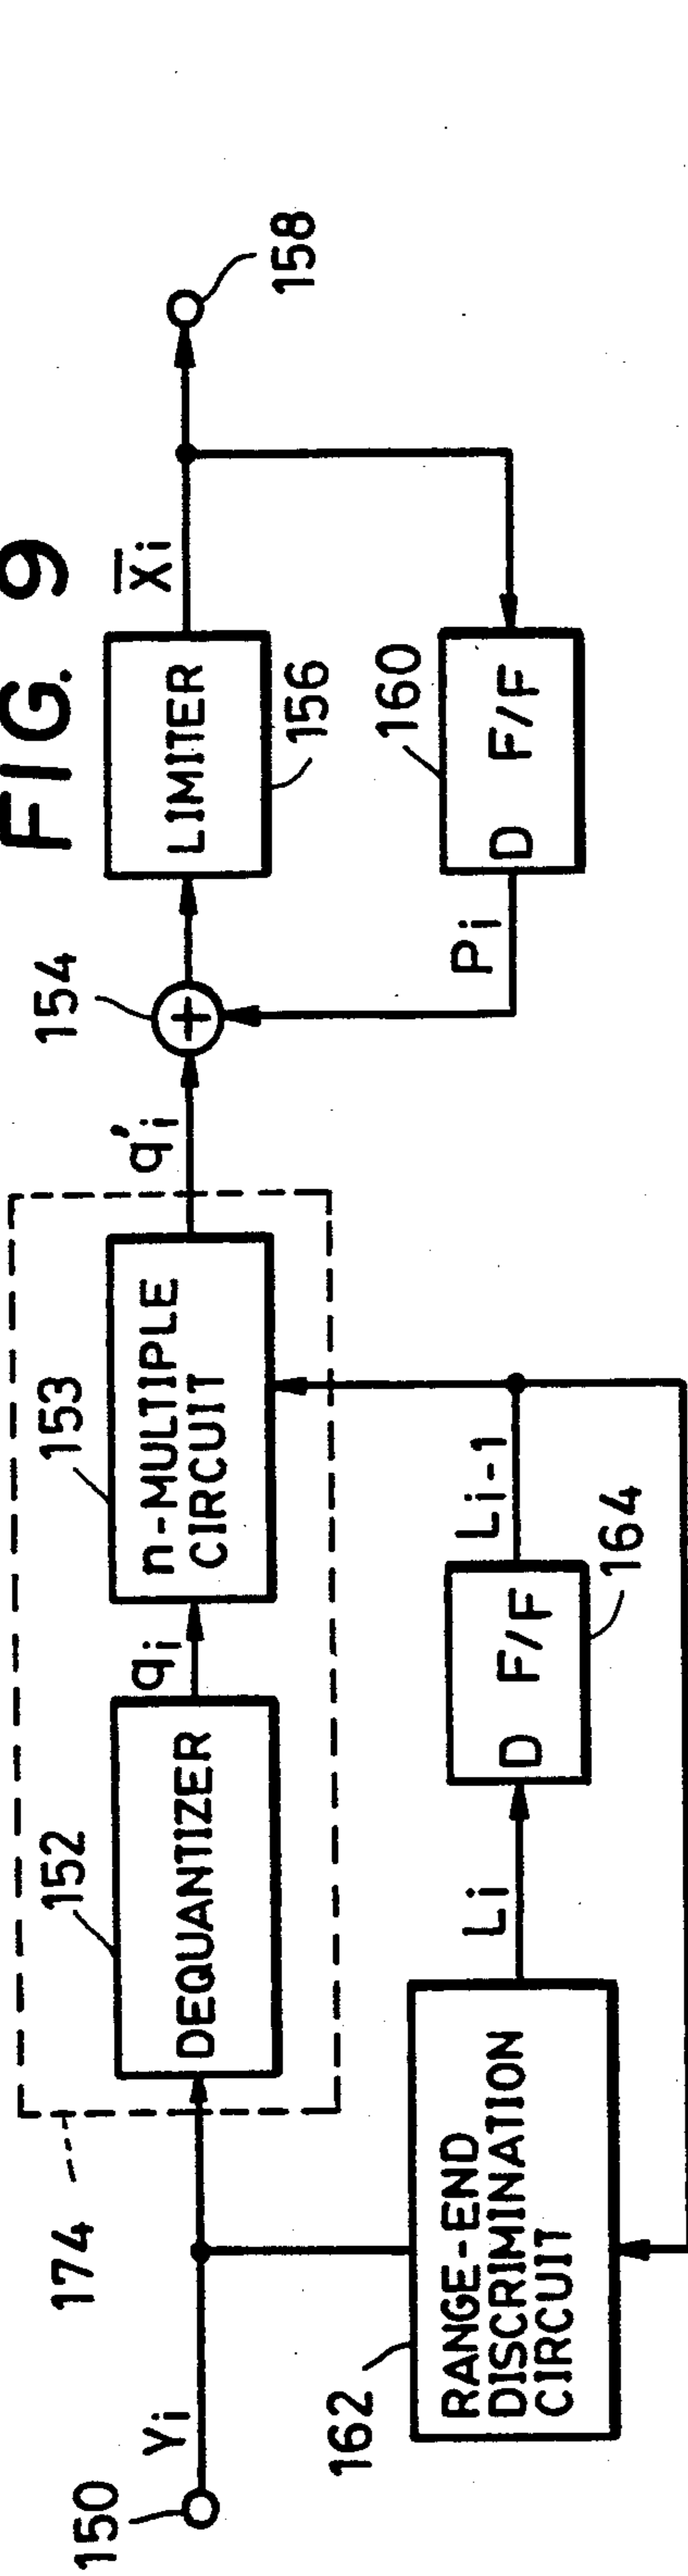 FIG. 9
174
152
153
154
150
Yi
DEQUANTIZER
qi
n-MULTIPLE
CIRCUIT
q'i
+
LIMITER
156
X̅i
158
162
RANGE-END
DISCRIMINATION
CIRCUIT
Li
D F/F
164
Li-1
Pi
160
D F/F